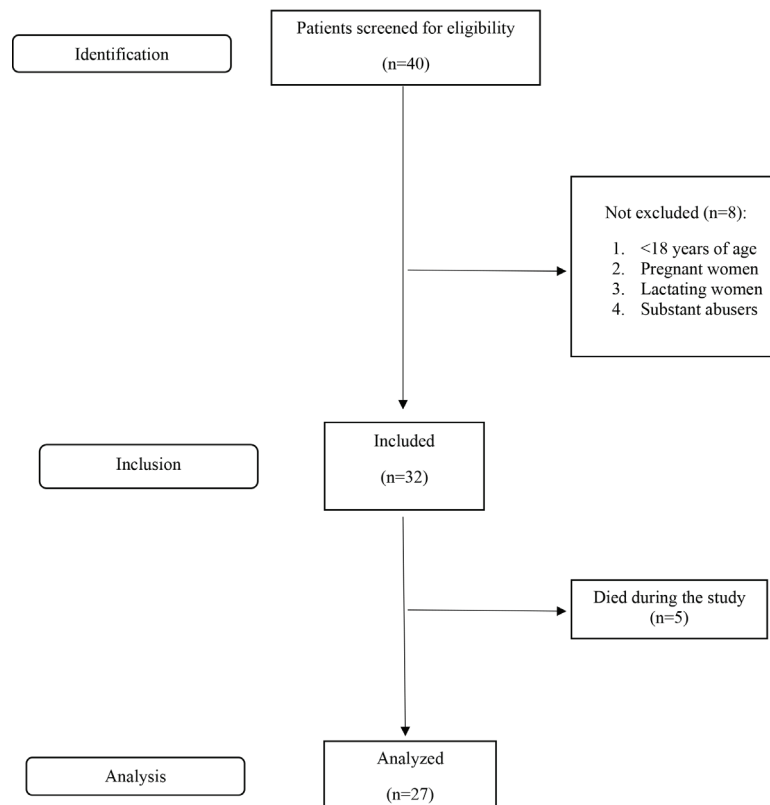 Identification
Patients screened for eligibility
(n=40)
Not excluded (n=8):
1. <18 years of age
2. Pregnant women
3. Lactating women
4. Substant abusers
Inclusion
Included
(n=32)
Died during the study
(n=5)
Analysis
Analyzed
(n=27)